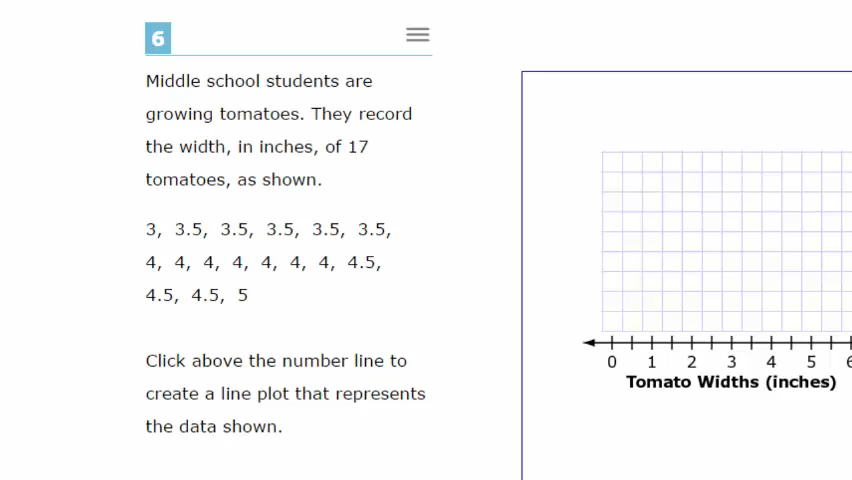 6
Middle school students are
growing tomatoes. They record
the width, in inches, of 17
tomatoes, as shown.
3, 3.5, 3.5, 3.5, 3.5, 3.5,
4, 4, 4, 4, 4, 4, 4, 4.5,
4.5, 4.5, 5
Click above the number line to
create a line plot that represents
the data shown.
0 1 2 3 4 5 6
Tomato Widths (inches)